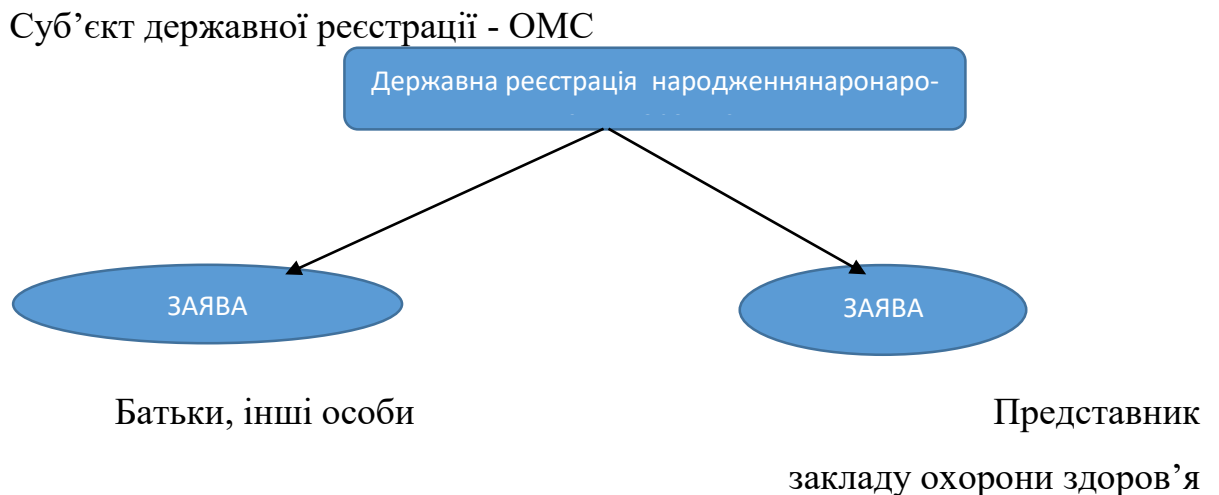 Суб’єкт державної реєстрації - ОМС
Державна реєстрація народженнянаронаро-
ЗАЯВА
ЗАЯВА
Батьки, інші особи
Представник
закладу охорони здоров’я